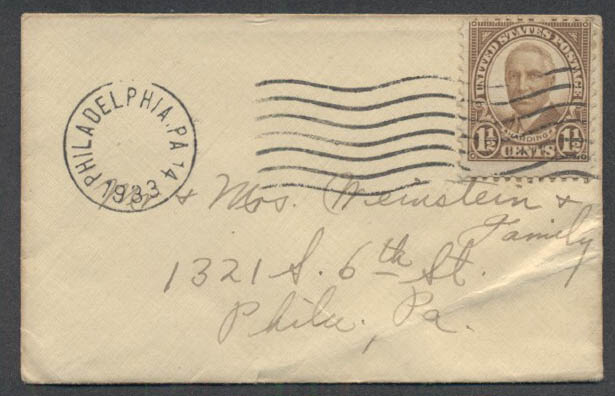 UNITED STATES POSTAGE
HARDING
1½ CENTS 1½
PHILADELPHIA, PA 14
1933
Mr & Mrs. Weinstein &
Family
1321 S. 6th St.
Phila, Pa.